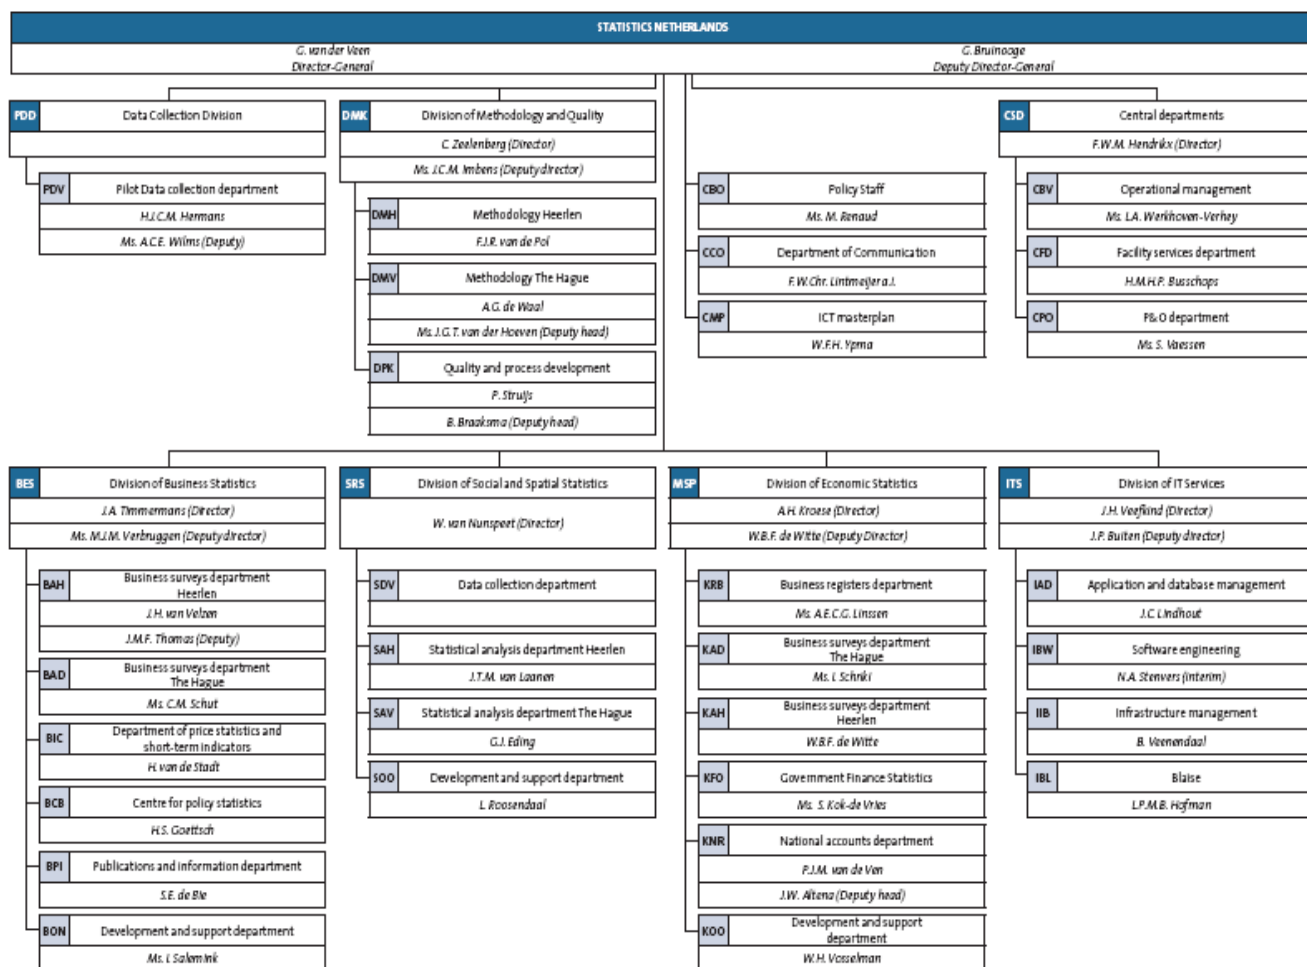 STATISTICS NETHERLANDS
G. van der Veen
Director-General
G. Bruinooge
Deputy Director-General
PDD Data Collection Division
PDV Pilot Data collection department
H.J.C.M. Hermans
Ms. A.C.E. Wilms (Deputy)
DMK Division of Methodology and Quality
C. Zeelenberg (Director)
Ms. J.C.M. Imbens (Deputy director)
DMH Methodology Heerlen
F.J.R. van de Pol
DMV Methodology The Hague
A.G. de Waal
Ms. J.G.T. van der Hoeven (Deputy head)
DPK Quality and process development
P. Struijs
B. Braaksma (Deputy head)
CBO Policy Staff
Ms. M. Renaud
CCO Department of Communication
F.W.Chr. Lintmeijer a.i.
CMP ICT masterplan
W.F.H. Ypma
CSD Central departments
F.W.M. Hendrikx (Director)
CBV Operational management
Ms. L.A. Werkhoven-Verhey
CFD Facility services department
H.M.H.P. Busschops
CPO P&O department
Ms. S. Vaessen
BES Division of Business Statistics
J.A. Timmermans (Director)
Ms. M.J.M. Verbruggen (Deputy director)
BAH Business surveys department
Heerlen
J.H. van Velzen
J.M.F. Thomas (Deputy)
BAD Business surveys department
The Hague
Ms. C.M. Schut
BIC Department of price statistics and
short-term indicators
H. van de Stadt
BCB Centre for policy statistics
H.S. Goettsch
BPI Publications and information department
S.E. de Bie
BON Development and support department
Ms. I. Salemink
SRS Division of Social and Spatial Statistics
W. van Nunspeet (Director)
SDV Data collection department
SAH Statistical analysis department Heerlen
J.T.M. van Laanen
SAV Statistical analysis department The Hague
G.J. Eding
SOO Development and support department
L. Roosendaal
MSP Division of Economic Statistics
A.H. Kroese (Director)
W.B.F. de Witte (Deputy Director)
KRB Business registers department
Ms. A.E.C.G. Linssen
KAD Business surveys department
The Hague
Ms. I. Schriki
KAH Business surveys department
Heerlen
W.B.F. de Witte
KFO Government Finance Statistics
Ms. S. Kok-de Vries
KNR National accounts department
P.J.M. van de Ven
J.W. Altena (Deputy head)
KOO Development and support
department
W.H. Vosselman
ITS Division of IT Services
J.H. Veefkind (Director)
J.P. Buiten (Deputy director)
IAD Application and database management
J.C. Lindhout
IBW Software engineering
N.A. Stenvers (interim)
IIB Infrastructure management
B. Veenendaal
IBL Blaise
L.P.M.B. Hofman